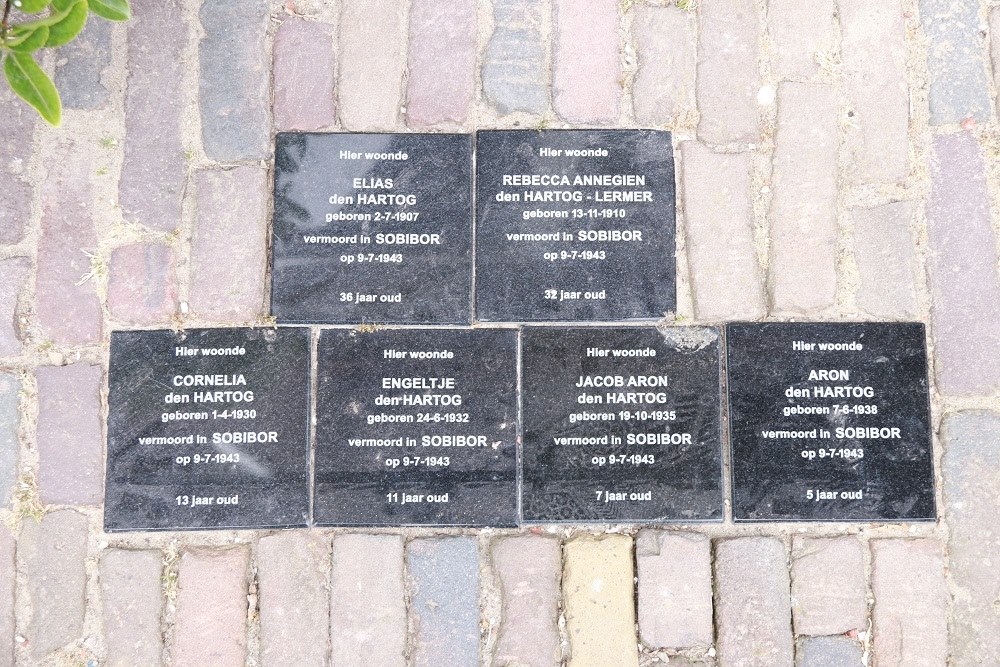 Hier woonde
ELIAS
den HARTOG
geboren 2-7-1907
vermoord in SOBIBOR
op 9-7-1943
36 jaar oud
Hier woonde
REBECCA ANNEGIEN
den HARTOG - LERMER
geboren 13-11-1910
vermoord in SOBIBOR
op 9-7-1943
32 jaar oud
Hier woonde
CORNELIA
den HARTOG
geboren 1-4-1930
vermoord in SOBIBOR
op 9-7-1943
13 jaar oud
Hier woonde
ENGELTJE
den HARTOG
geboren 24-6-1932
vermoord in SOBIBOR
op 9-7-1943
11 jaar oud
Hier woonde
JACOB ARON
den HARTOG
geboren 19-10-1935
vermoord in SOBIBOR
op 9-7-1943
7 jaar oud
Hier woonde
ARON
den HARTOG
geboren 7-6-1938
vermoord in SOBIBOR
op 9-7-1943
5 jaar oud